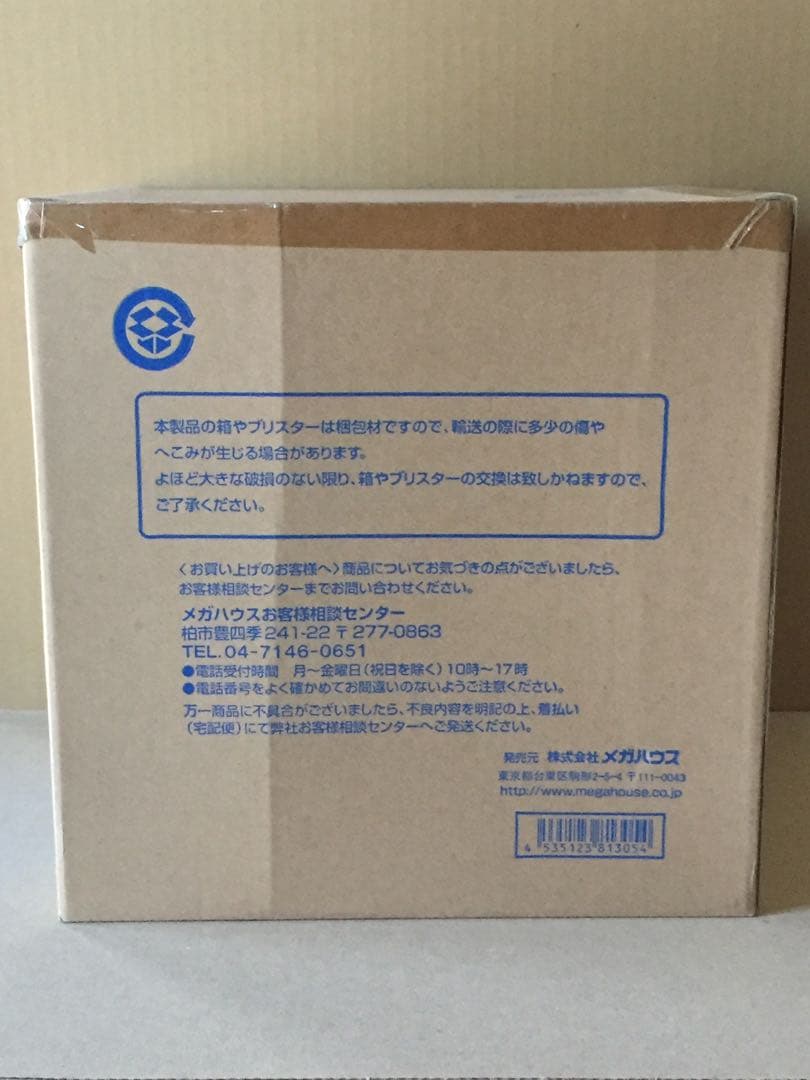 本製品の箱やブリスターは梱包材ですので、輸送の際に多少の傷や
へこみが生じる場合があります。
よほど大きな破損のない限り、箱やブリスターの交換は致しかねますので、
ご了承ください。
〈お買い上げのお客様へ〉商品についてお気づきの点がございましたら、
お客様相談センターまでお問い合わせください。
メガハウスお客様相談センター
柏市豊四季241-22 〒277-0863
TEL.04-7146-0651
●電話受付時間 月〜金曜日(祝日を除く)10時〜17時
●電話番号をよく確かめてお間違いのないようご注意ください。
万一商品に不具合がございましたら、不良内容を明記の上、着払い
(宅配便)にて弊社お客様相談センターへご発送ください。
発売元 株式会社 メガハウス
東京都台東区駒形2-5-4 〒111-0043
http://www.megahouse.co.jp
4 535123 813054